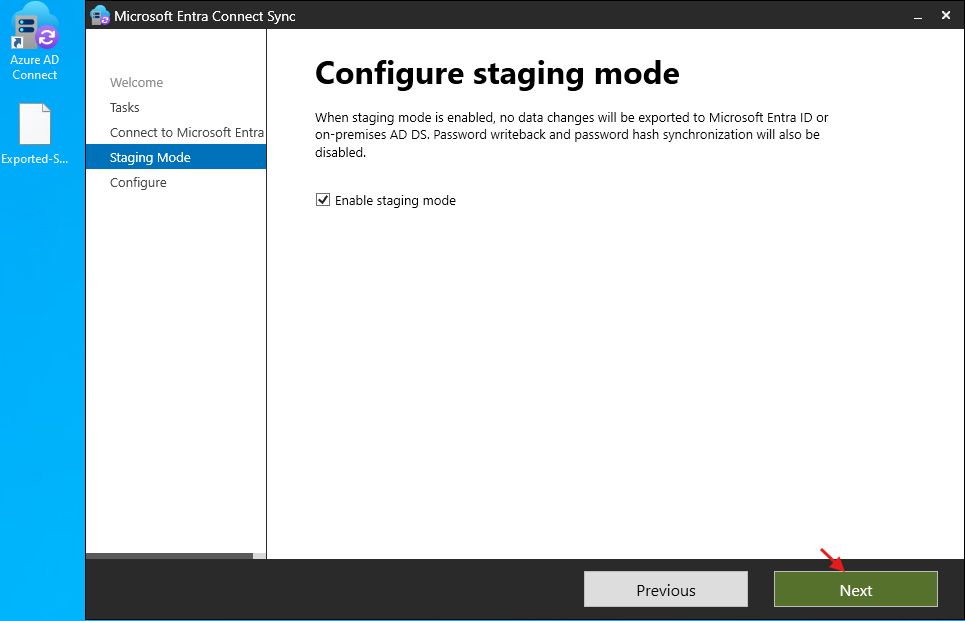 Microsoft Entra Connect Sync
Azure AD
Connect
Exported-S...
Welcome
Tasks
Connect to Microsoft Entra
Staging Mode
Configure
Configure staging mode
When staging mode is enabled, no data changes will be exported to Microsoft Entra ID or
on-premises AD DS. Password writeback and password hash synchronization will also be
disabled.
Enable staging mode
Previous
Next